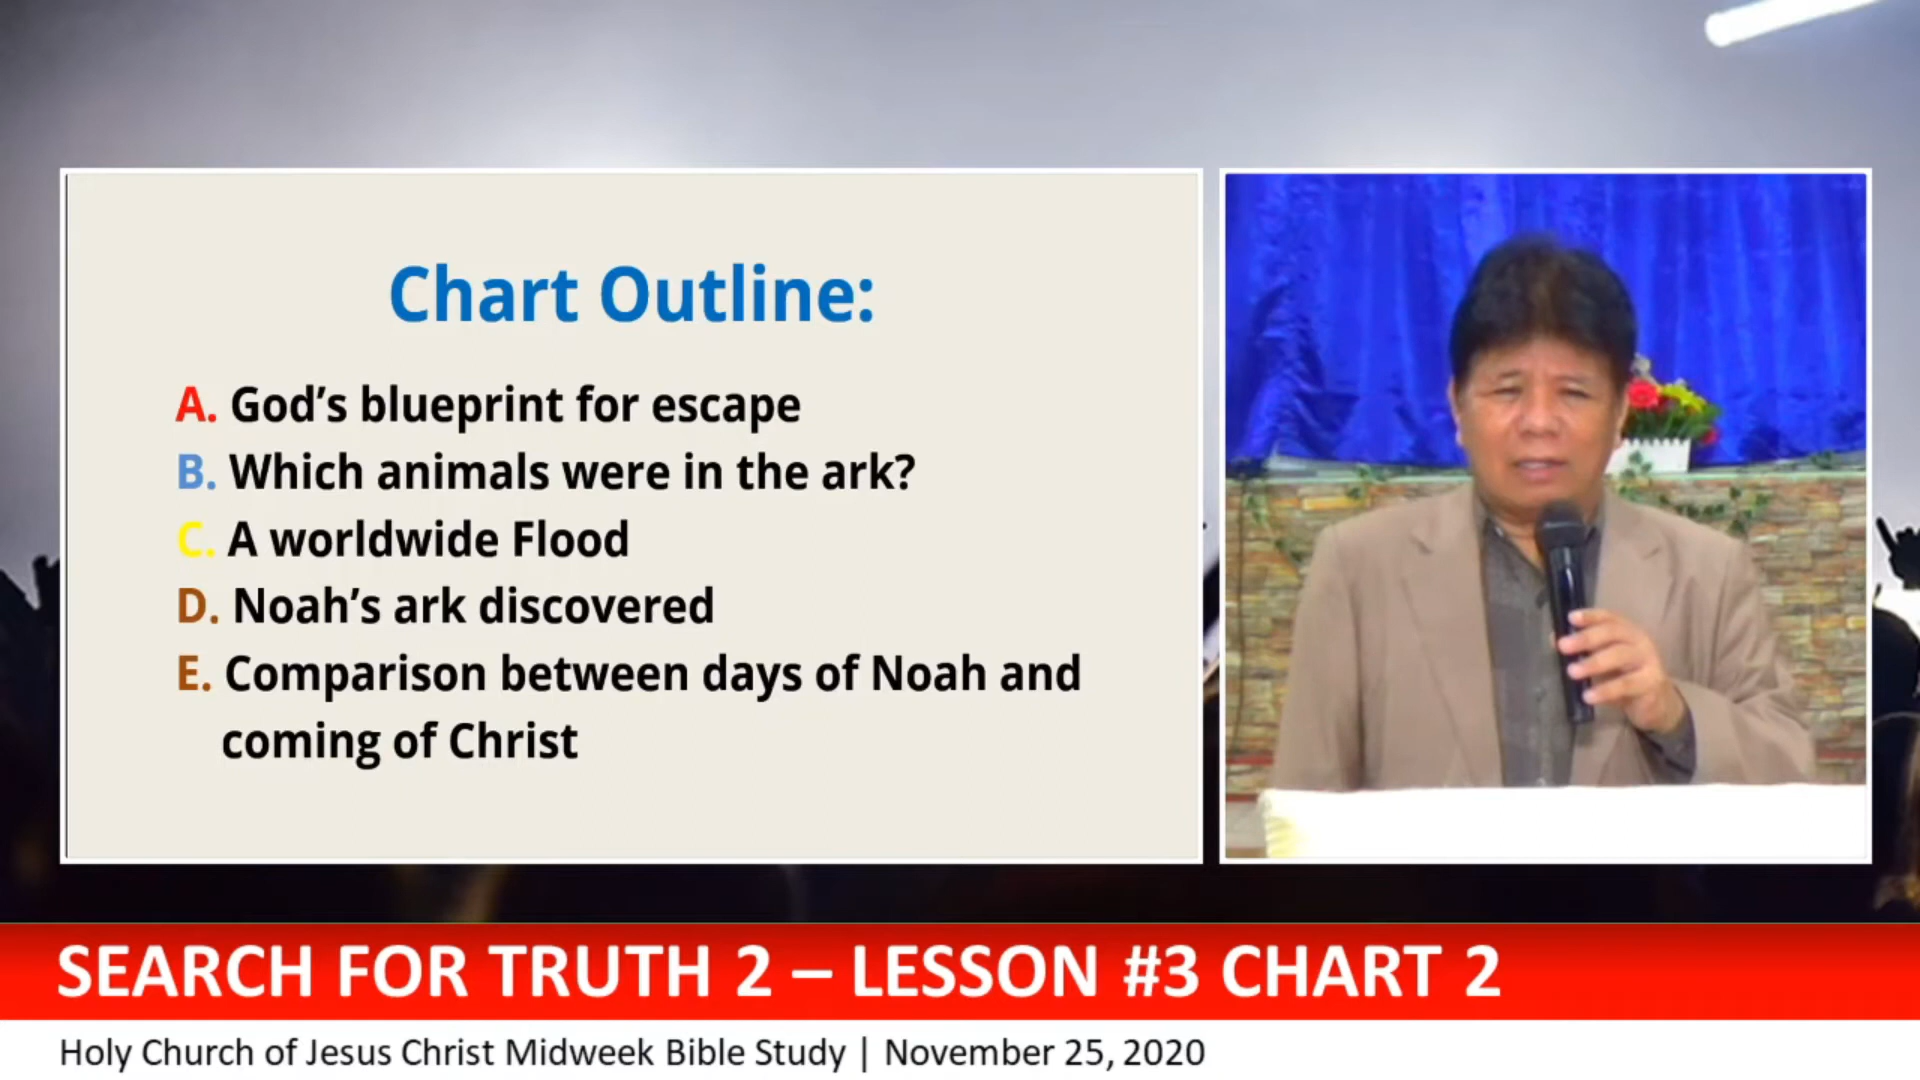 Chart Outline:
A. God’s blueprint for escape
B. Which animals were in the ark?
C. A worldwide Flood
D. Noah’s ark discovered
E. Comparison between days of Noah and
coming of Christ
SEARCH FOR TRUTH 2 – LESSON #3 CHART 2
Holy Church of Jesus Christ Midweek Bible Study | November 25, 2020